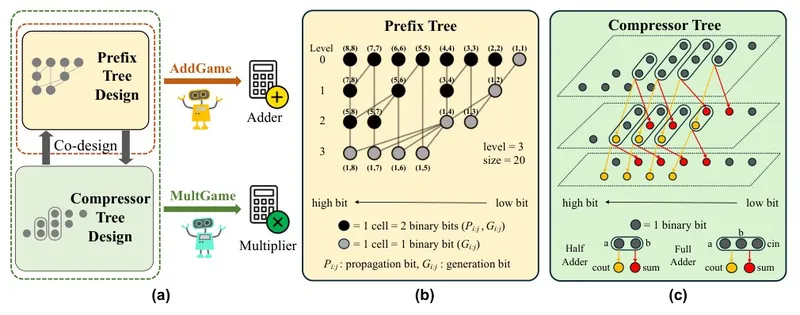 Prefix
Tree
Design
AddGame
Adder
Co-design
Compressor
Tree
Design
MultGame
Multiplier
(a)
Prefix Tree
Level (8,8) (7,7) (6,6) (5,5) (4,4) (3,3) (2,2) (1,1)
0
(7,8) (5,6) (3,4) (1,2)
1
(5,8) (5,7) (1,4) (1,3)
2
3
level = 3
size = 20
(1,8) (1,7) (1,6) (1,5)
high bit low bit
= 1 cell = 2 binary bits (Pi:j , Gi:j)
= 1 cell = 1 binary bit (Gi:j)
Pi:j : propagation bit, Gi:j : generation bit
(b)
Compressor Tree
high bit low bit
= 1 binary bit
Half
Adder
a b
cout sum
Full
Adder
a b cin
cout sum
(c)